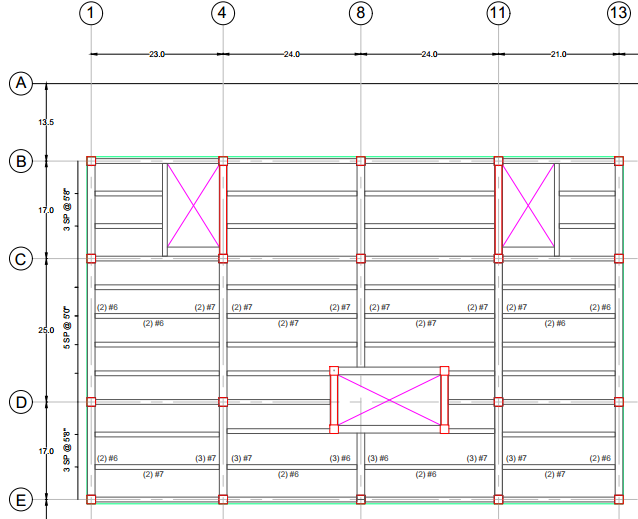 1 4 8 11 13
23.0 24.0 24.0 21.0
A
13.5
B
3 SP @ 5'8"
17.0
C
5 SP @ 5'0"
(2) #6 (2) #7 (2) #7 (2) #7 (2) #7 (2) #7 (2) #7 (2) #6
(2) #6 (2) #7 (2) #7 (2) #6
25.0
D
3 SP @ 5'8"
17.0
(2) #6 (3) #7 (3) #7 (3) #6 (3) #6 (3) #7 (3) #7 (2) #6
(2) #7 (2) #6 (2) #6 (2) #7
E